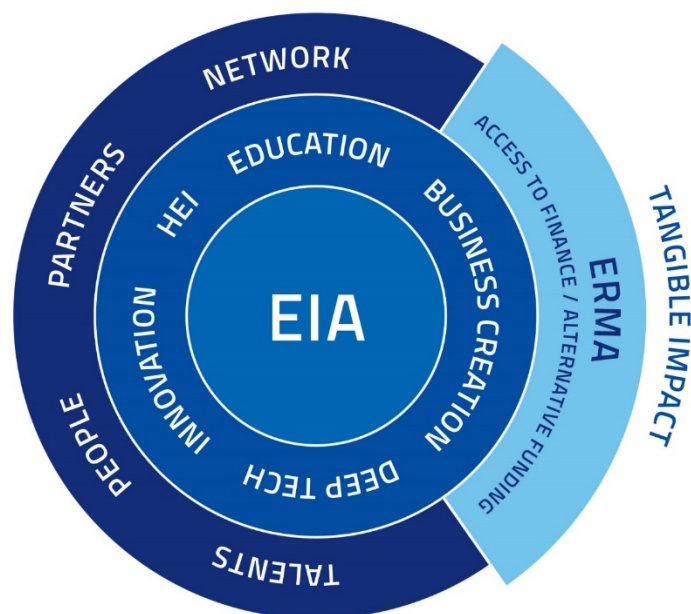 NETWORK
PARTNERS
PEOPLE
TALENTS
EDUCATION
HEI
INNOVATION
DEEP TECH
BUSINESS CREATION
EIA
ACCESS TO FINANCE / ALTERNATIVE FUNDING
ERMA
TANGIBLE IMPACT